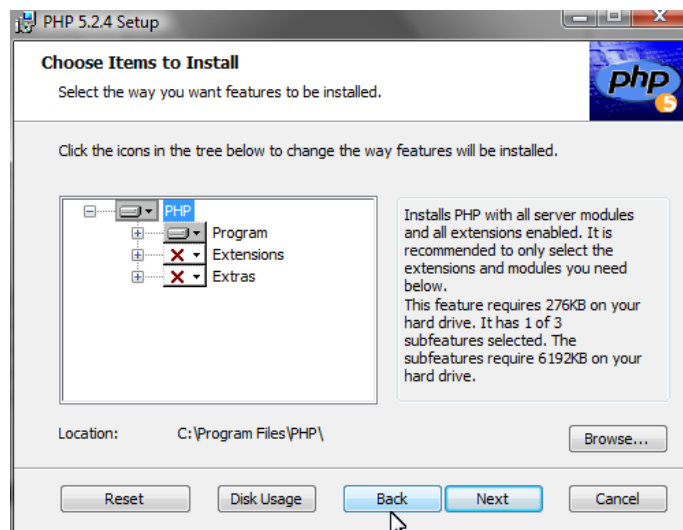 PHP 5.2.4 Setup
Choose Items to Install
Select the way you want features to be installed.
php
5
Click the icons in the tree below to change the way features will be installed.
PHP
Program
Extensions
Extras
Installs PHP with all server modules
and all extensions enabled. It is
recommended to only select the
extensions and modules you need
below.
This feature requires 276KB on your
hard drive. It has 1 of 3
subfeatures selected. The
subfeatures require 6192KB on your
hard drive.
Location: C:\Program Files\PHP\
Browse...
Reset Disk Usage Back Next Cancel